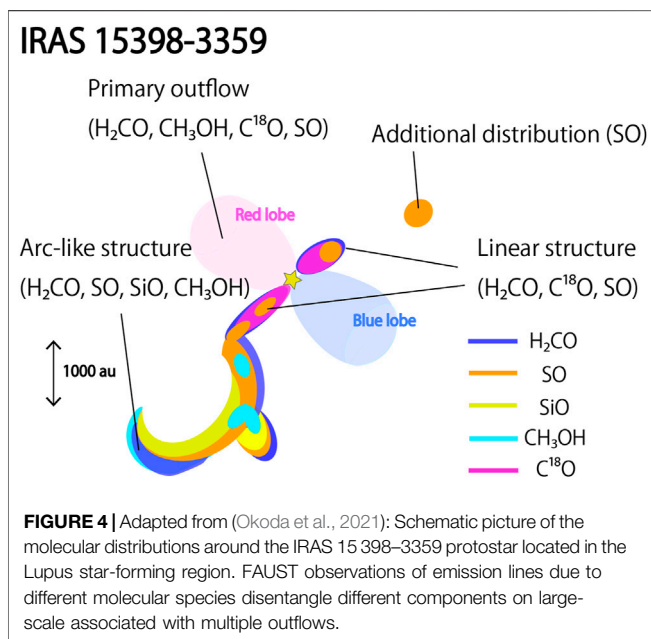 IRAS 15398-3359
Primary outflow
(H₂CO, CH₃OH, C¹⁸O, SO)
Additional distribution (SO)
Red lobe
Arc-like structure
(H₂CO, SO, SiO, CH₃OH)
Linear structure
(H₂CO, C¹⁸O, SO)
Blue lobe
1000 au
H₂CO
SO
SiO
CH₃OH
C¹⁸O
FIGURE 4 | Adapted from (Okoda et al., 2021): Schematic picture of the
molecular distributions around the IRAS 15 398–3359 protostar located in the
Lupus star-forming region. FAUST observations of emission lines due to
different molecular species disentangle different components on large-
scale associated with multiple outflows.